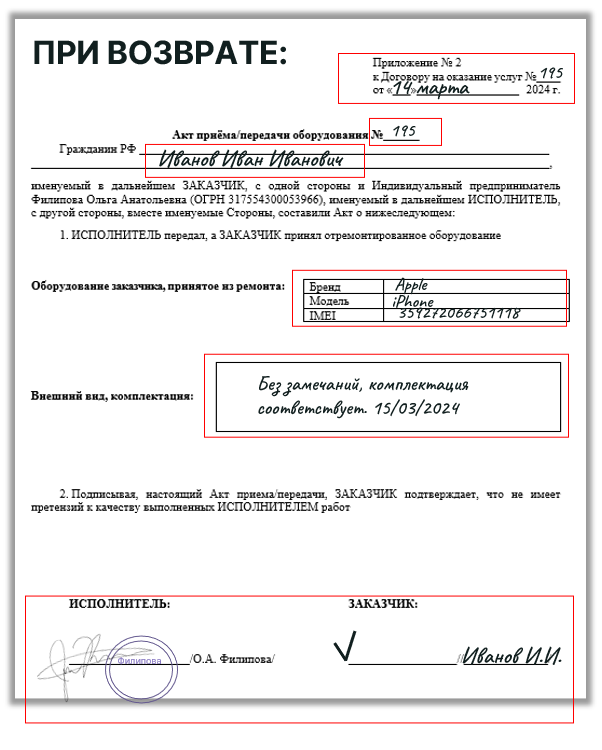 ПРИ ВОЗВРАТЕ:
Приложение № 2
к Договору на оказание услуг № 195
от «14» марта 2024 г.
Акт приёма/передачи оборудования № 195
Гражданин РФ
Иванов Иван Иванович
,
именуемый в дальнейшем ЗАКАЗЧИК, с одной стороны и Индивидуальный предприниматель
Филипова Ольга Анатольевна (ОГРН 317554300053966), именуемый в дальнейшем ИСПОЛНИТЕЛЬ,
с другой стороны, вместе именуемые Стороны, составили Акт о нижеследующем:
1. ИСПОЛНИТЕЛЬ передал, а ЗАКАЗЧИК принял отремонтированное оборудование
Оборудование заказчика, принятое из ремонта:
Бренд Apple
Модель iPhone
IMEI 354272066751118
Внешний вид, комплектация:
Без замечаний, комплектация
соответствует. 15/03/2024
2. Подписывая, настоящий Акт приема/передачи, ЗАКАЗЧИК подтверждает, что не имеет
претензий к качеству выполненных ИСПОЛНИТЕЛЕМ работ
ИСПОЛНИТЕЛЬ: ЗАКАЗЧИК:
Филипова /О.А. Филипова/ // Иванов И.И.